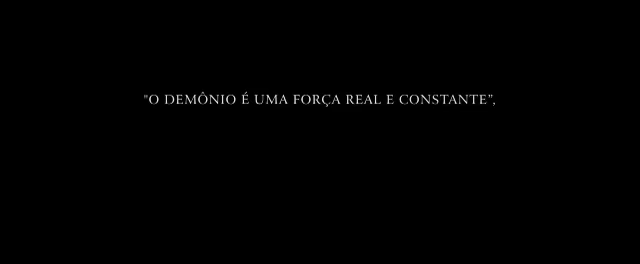 "O DEMÔNIO É UMA FORÇA REAL E CONSTANTE”,